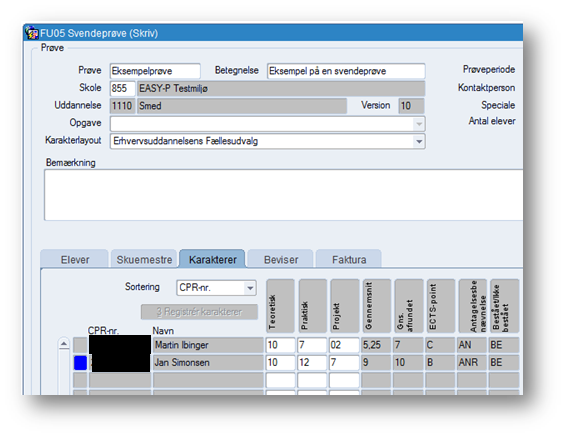 FU05 Svendeprøve (Skriv)
Prøve
Prøve Eksempelprøve Betegnelse Eksempel på en svendeprøve Prøveperiode
Skole 855 EASY-P Testmiljø Kontaktperson
Uddannelse 1110 Smed Version 10 Speciale
Opgave Antal elever
Karakterlayout Erhvervsuddannelsens Fællesudvalg
Bemærkning
Elever Skuemestre Karakterer Beviser Faktura
Sortering CPR-nr.
3 Registrér karakterer
Teoretisk
Praktisk
Projekt
Gennemsnit
Gns. afrundet
ECTS-point
Antagelsesbe nævnelse
Bestået/Ikke bestået
CPR-nr. Navn
Martin Ibinger 10 7 02 5,25 7 C AN BE
Jan Simonsen 10 12 7 9 10 B ANR BE